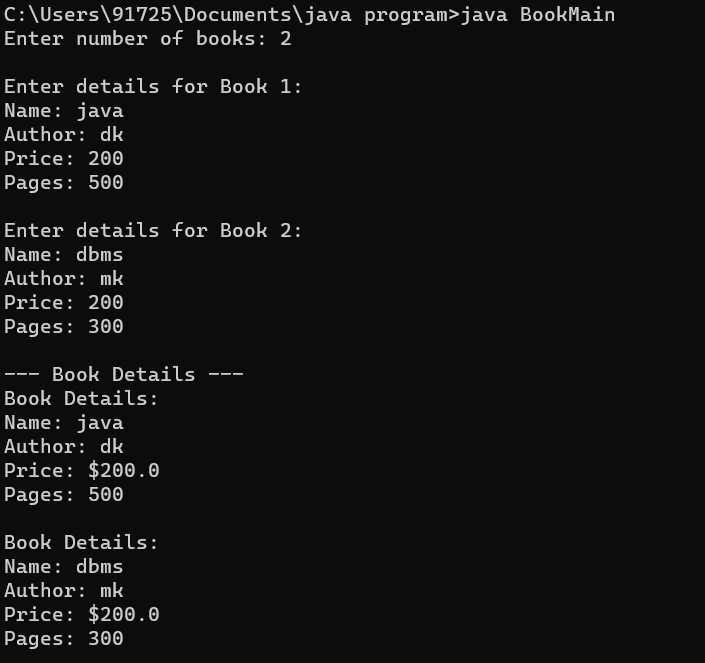 C:\Users\91725\Documents\java program>java BookMain
Enter number of books: 2
Enter details for Book 1:
Name: java
Author: dk
Price: 200
Pages: 500
Enter details for Book 2:
Name: dbms
Author: mk
Price: 200
Pages: 300
--- Book Details ---
Book Details:
Name: java
Author: dk
Price: $200.0
Pages: 500
Book Details:
Name: dbms
Author: mk
Price: $200.0
Pages: 300